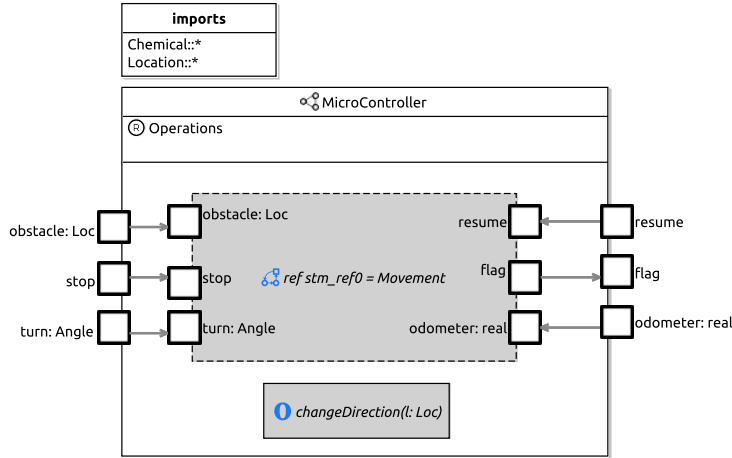 imports
Chemical::*
Location::*
MicroController
R Operations
obstacle: Loc
obstacle: Loc
resume
resume
stop
stop
ref stm_ref0 = Movement
flag
flag
turn: Angle
turn: Angle
odometer: real
odometer: real
O changeDirection(l: Loc)